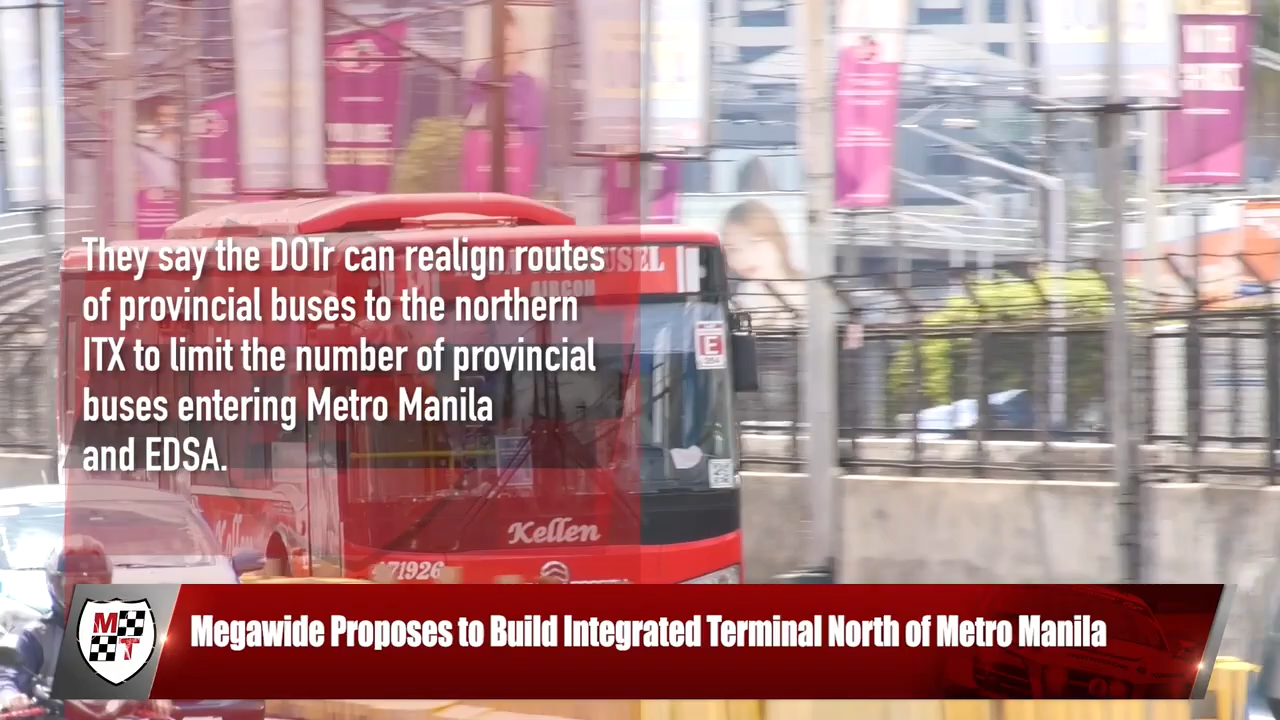 They say the DOTr can realign routes
of provincial buses to the northern
ITX to limit the number of provincial
buses entering Metro Manila
and EDSA.
AIRCON
E
Kellen
71926
M
T
Megawide Proposes to Build Integrated Terminal North of Metro Manila